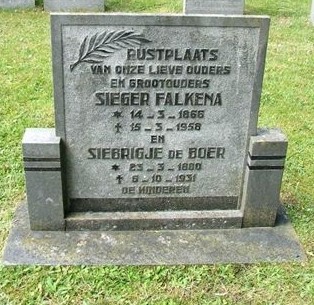 RUSTPLAATS
VAN ONZE LIEVE OUDERS
EN GROOTOUDERS
SIEGER FALKENA
* 14-3-1866
† 15-3-1958
EN
SIEBRIGJE DE BOER
* 23-3-1880
† 6-10-1931
DE KINDEREN